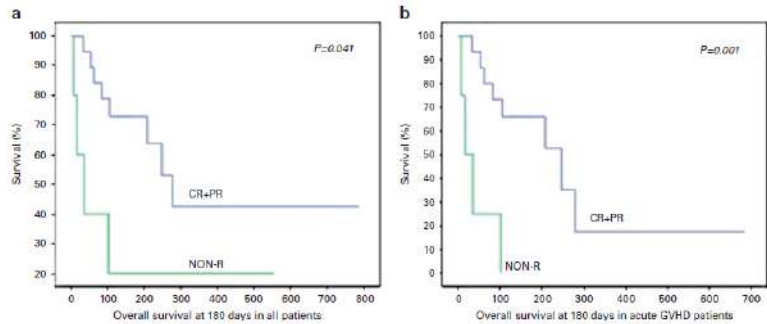 a
P=0.041
100
90
80
70
60
50
40
30
20
Survival (%)
CR+PR
NON-R
0 100 200 300 400 500 600 700 800
Overall survival at 180 days in all patients
b
P=0.001
100
90
80
70
60
50
40
30
20
10
0
Survival (%)
CR+PR
NON-R
0 100 200 300 400 500 600 700
Overall survival at 180 days in acute GVHD patients